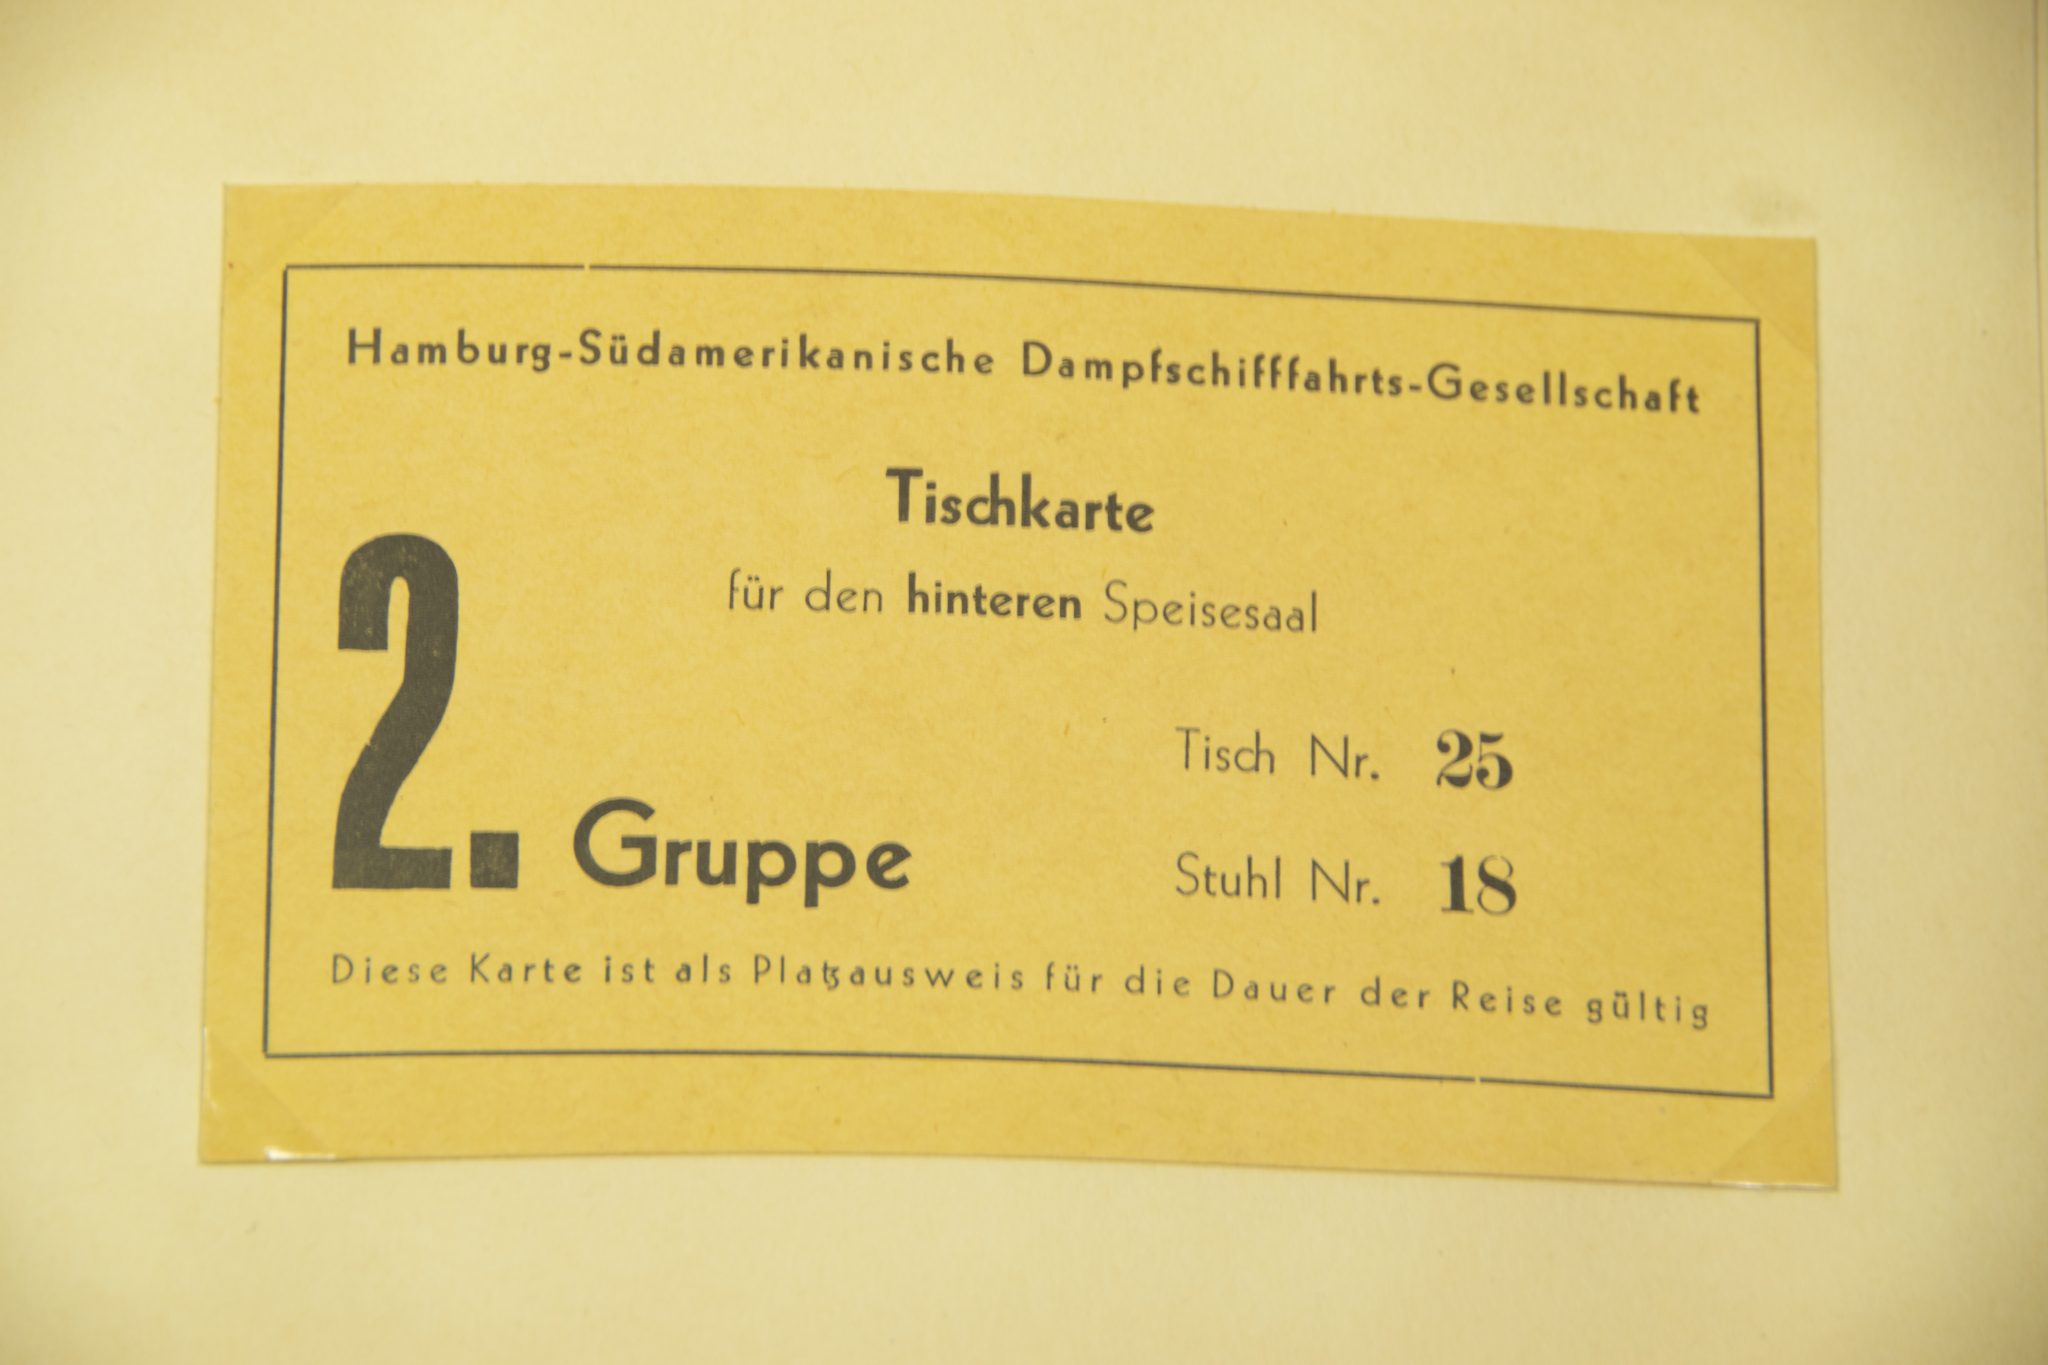 Hamburg-Südamerikanische Dampfschifffahrts-Gesellschaft
Tischkarte
für den hinteren Speisesaal
2. Gruppe
Tisch Nr. 25
Stuhl Nr. 18
Diese Karte ist als Platzausweis für die Dauer der Reise gültig